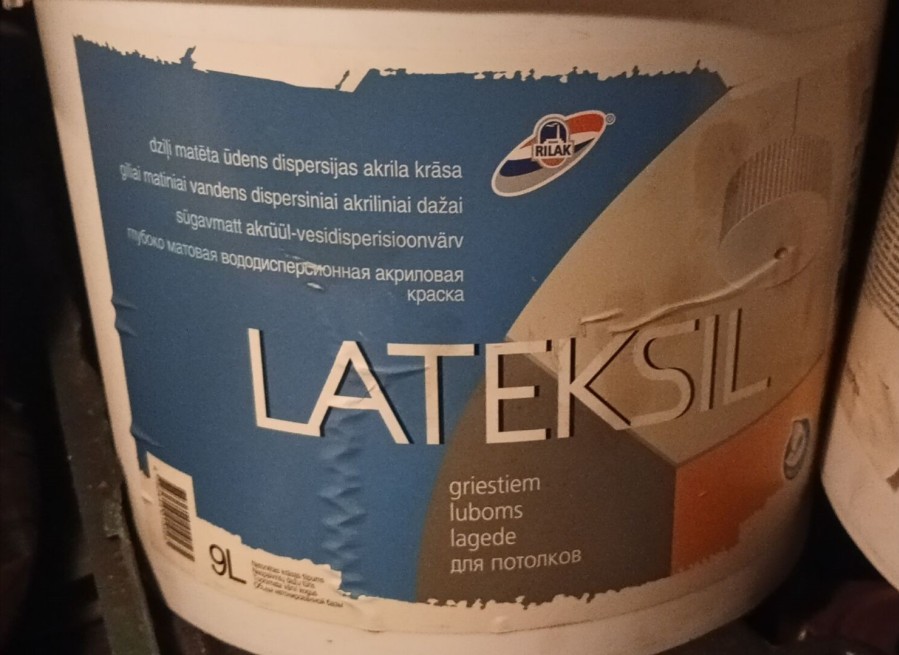 dziļi matēta ūdens dispersijas akrila krāsa
giliai matiniai vandens dispersiniai akriliniai dažai
sügavmatt akrüül-vesidisperisioonvärv
глубоко матовая вододисперсионная акриловая
краска
RILAK®
LATEKSIL
griestiem
luboms
lagede
для потолков
9L